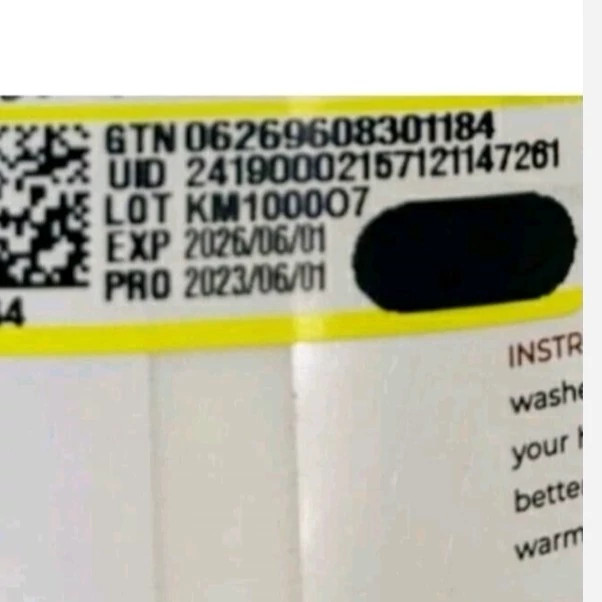 GTN 06269608301184
UID 24190002157121147261
LOT KM100007
EXP 2026/06/01
PRO 2023/06/01
INSTR
washe
your
bette
warm